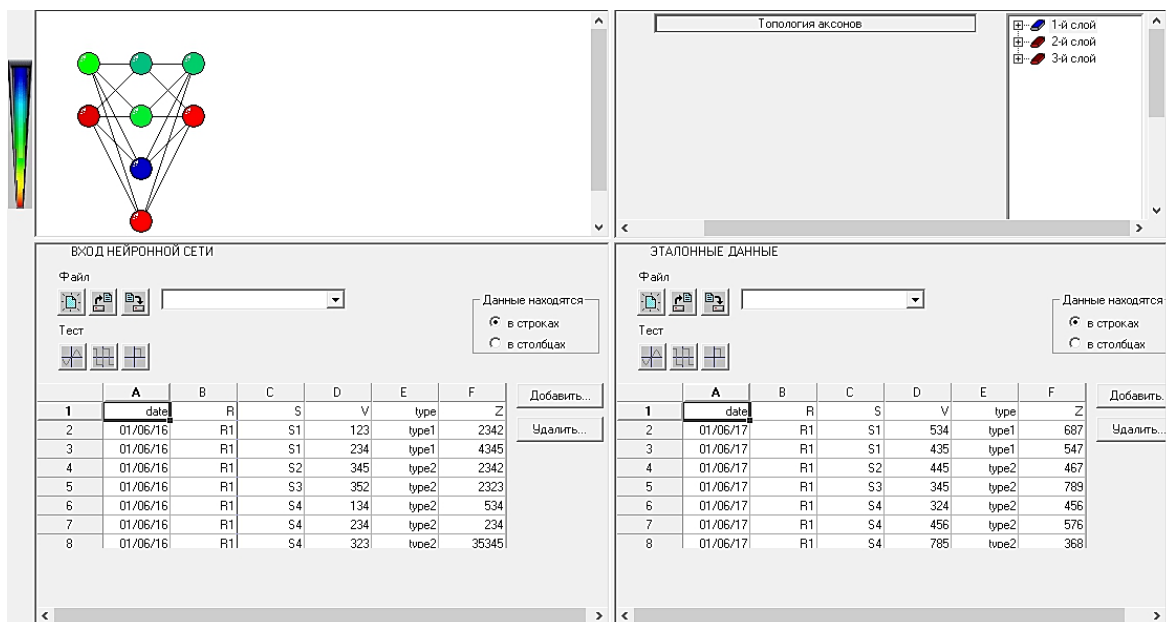 Топология аксонов
1-й слой
2-й слой
3-й слой
ВХОД НЕЙРОННОЙ СЕТИ
Файл
Данные находятся
в строках
в столбцах
Тест
A B C D E F
1 date R S V type Z
2 01/06/16 R1 S1 123 type1 2342
3 01/06/16 R1 S1 234 type1 4345
4 01/06/16 R1 S2 345 type2 2342
5 01/06/16 R1 S3 352 type2 2323
6 01/06/16 R1 S4 134 type2 534
7 01/06/16 R1 S4 234 type2 234
8 01/06/16 R1 S4 323 type2 35345
Добавить...
Удалить...
ЭТАЛОННЫЕ ДАННЫЕ
Файл
Данные находятся
в строках
в столбцах
Тест
A B C D E F
1 date R S V type Z
2 01/06/17 R1 S1 534 type1 687
3 01/06/17 R1 S1 435 type1 547
4 01/06/17 R1 S2 445 type2 467
5 01/06/17 R1 S3 345 type2 789
6 01/06/17 R1 S4 324 type2 456
7 01/06/17 R1 S4 456 type2 576
8 01/06/17 R1 S4 785 type2 368
Добавить.
Удалить...